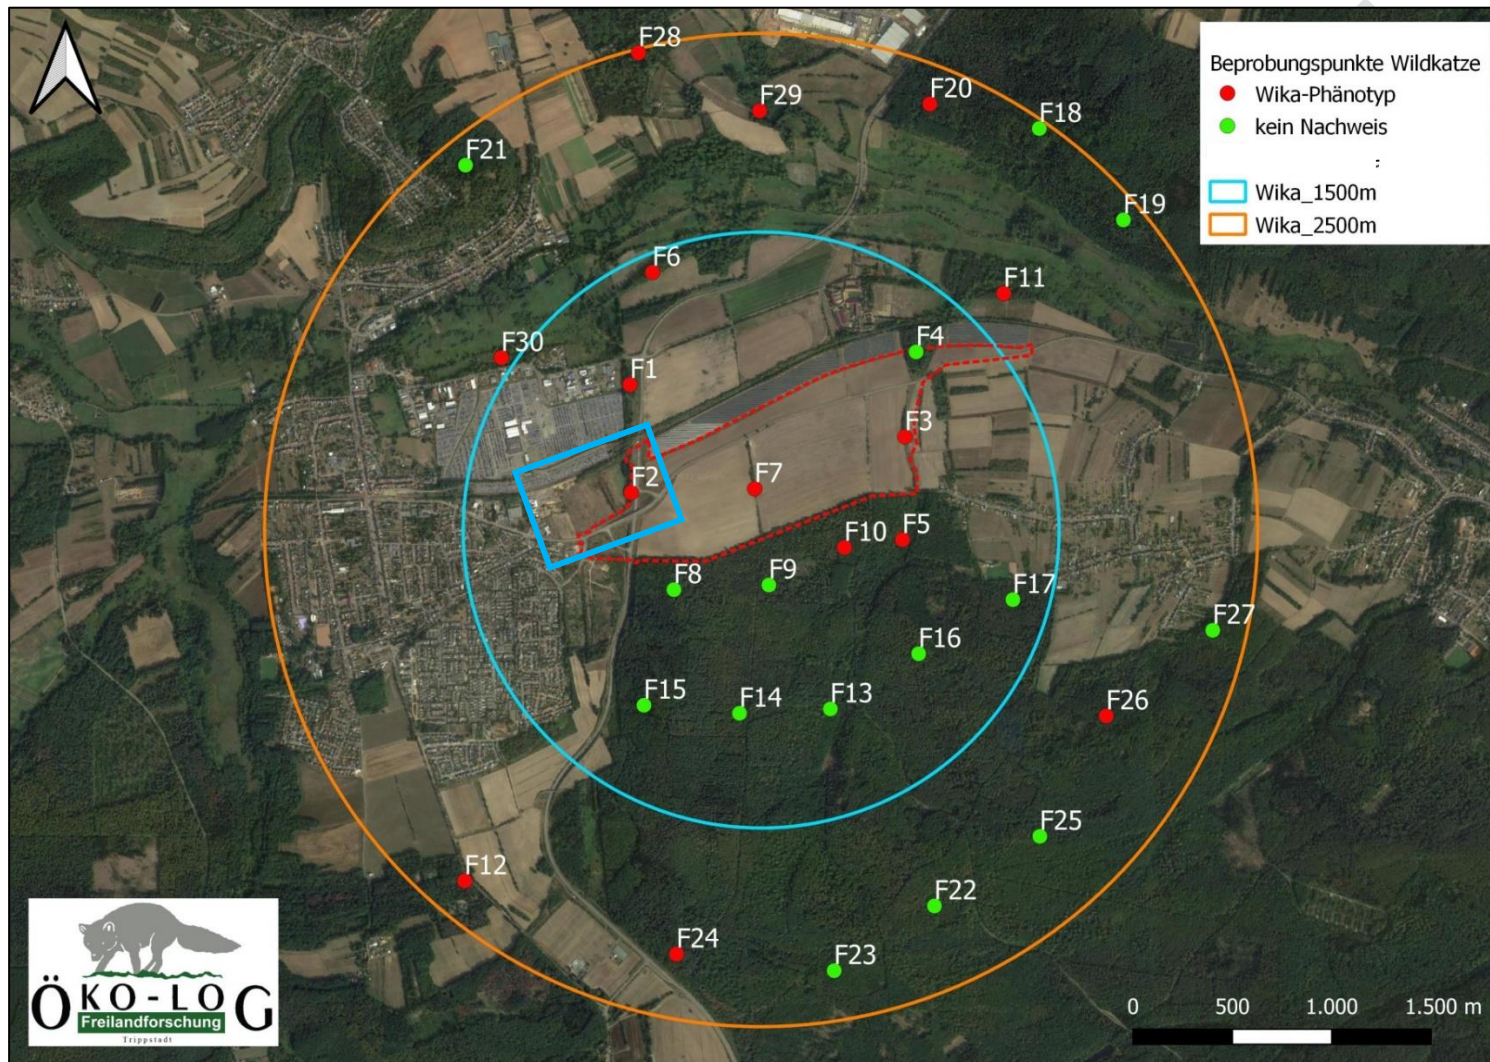 F28
F29
F20
F18
F21
F19
F6
F11
F30
F4
F1
F3
F2
F7
F10
F5
F8
F9
F17
F16
F27
F15
F14
F13
F26
F25
F12
F22
F24
F23
Beprobungspunkte Wildkatze
Wika-Phänotyp
kein Nachweis
Wika_1500m
Wika_2500m
ÖKO-LOG
Freilandforschung
Trippstadt
0 500 1.000 1.500 m